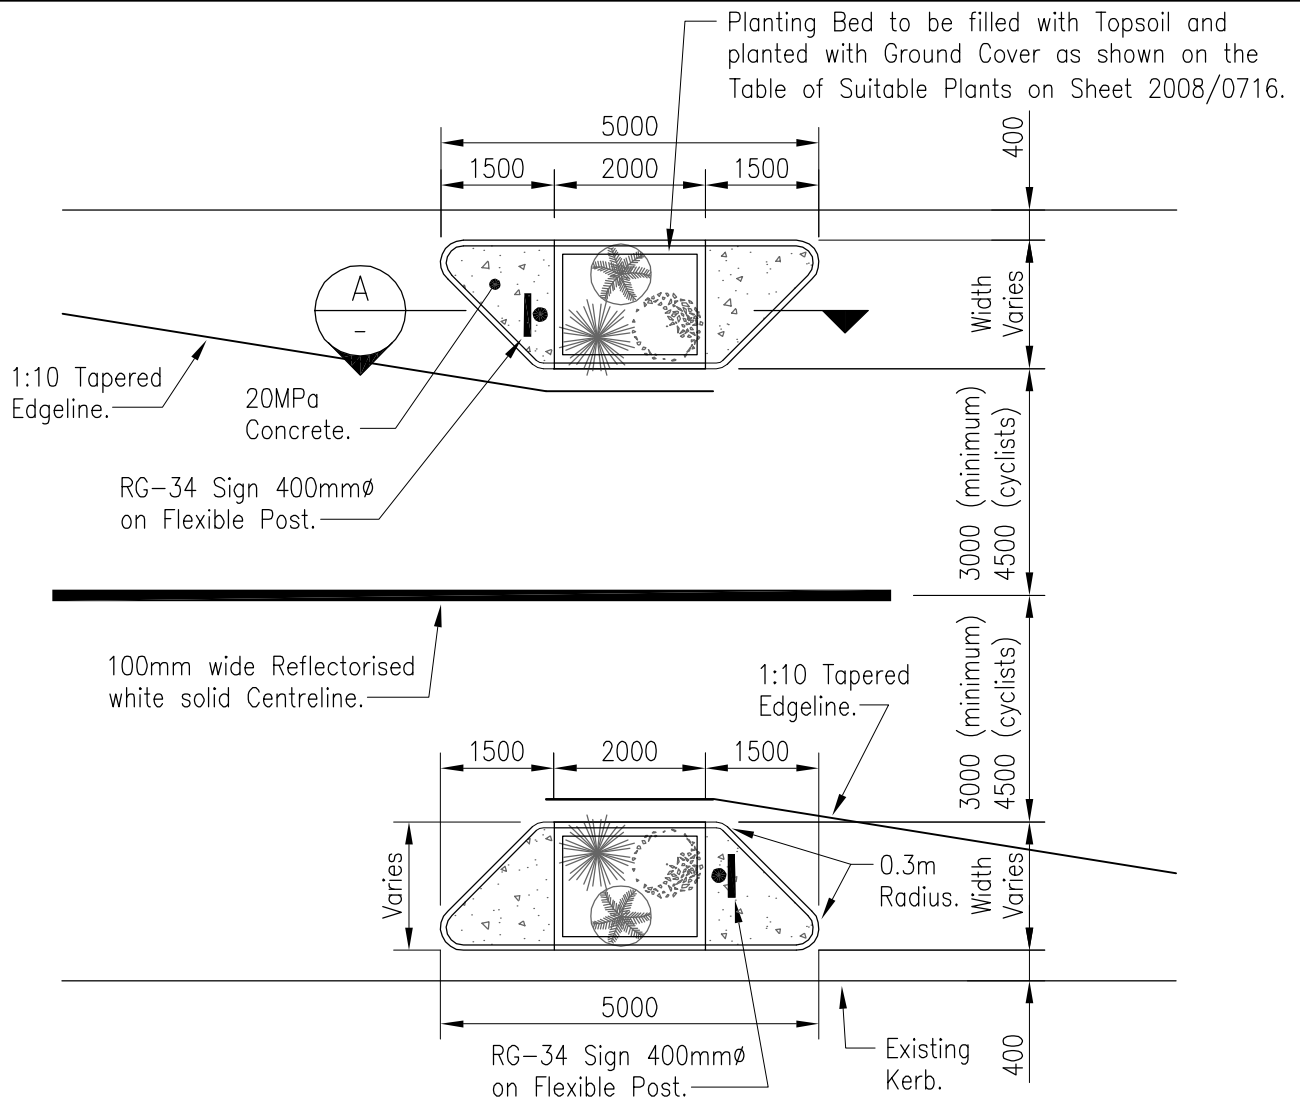 Planting Bed to be filled with Topsoil and
planted with Ground Cover as shown on the
Table of Suitable Plants on Sheet 2008/0716.
5000
400
1500
2000
1500
A
-
Width
Varies
1:10 Tapered
Edgeline.
20MPa
Concrete.
3000 (minimum)
4500 (cyclists)
RG-34 Sign 400mmø
on Flexible Post.
100mm wide Reflectorised
white solid Centreline.
1:10 Tapered
Edgeline.
3000 (minimum)
4500 (cyclists)
1500
2000
1500
Varies
0.3m
Radius.
Width
Varies
5000
RG-34 Sign 400mmø
on Flexible Post.
Existing
Kerb.
400